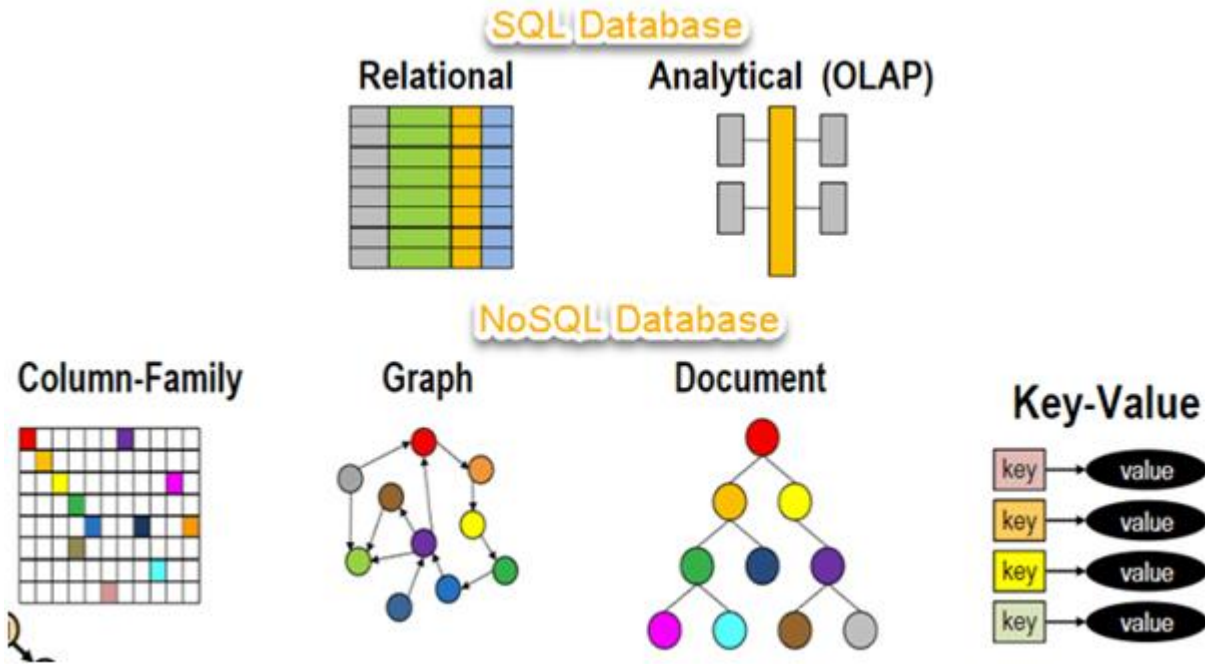 SQL Database
Relational
Analytical (OLAP)
NoSQL Database
Column-Family
Graph
Document
Key-Value
key value
key value
key value
key value